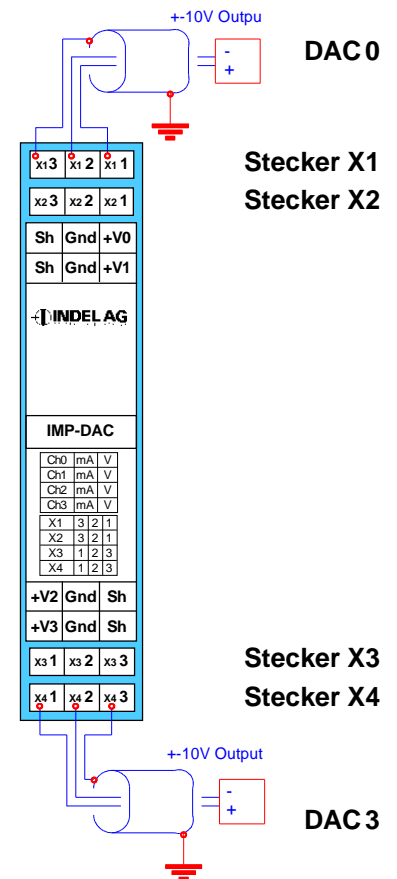 +-10V Outpu
- DAC 0
+
X1 3 X1 2 X1 1 Stecker X1
X2 3 X2 2 X2 1 Stecker X2
Sh Gnd +V0
Sh Gnd +V1
INDEL AG
IMP-DAC
Ch0 mA V
Ch1 mA V
Ch2 mA V
Ch3 mA V
X1 3 2 1
X2 3 2 1
X3 1 2 3
X4 1 2 3
+V2 Gnd Sh
+V3 Gnd Sh
X3 1 X3 2 X3 3 Stecker X3
X4 1 X4 2 X4 3 Stecker X4
+-10V Output
-
+ DAC 3